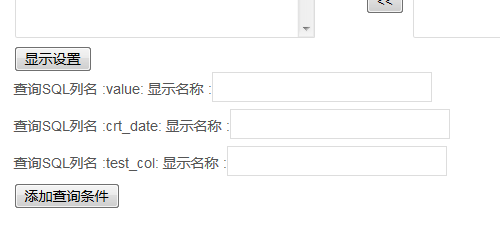 <<
显示设置
查询SQL列名 :value: 显示名称 :
查询SQL列名 :crt_date: 显示名称 :
查询SQL列名 :test_col: 显示名称 :
添加查询条件